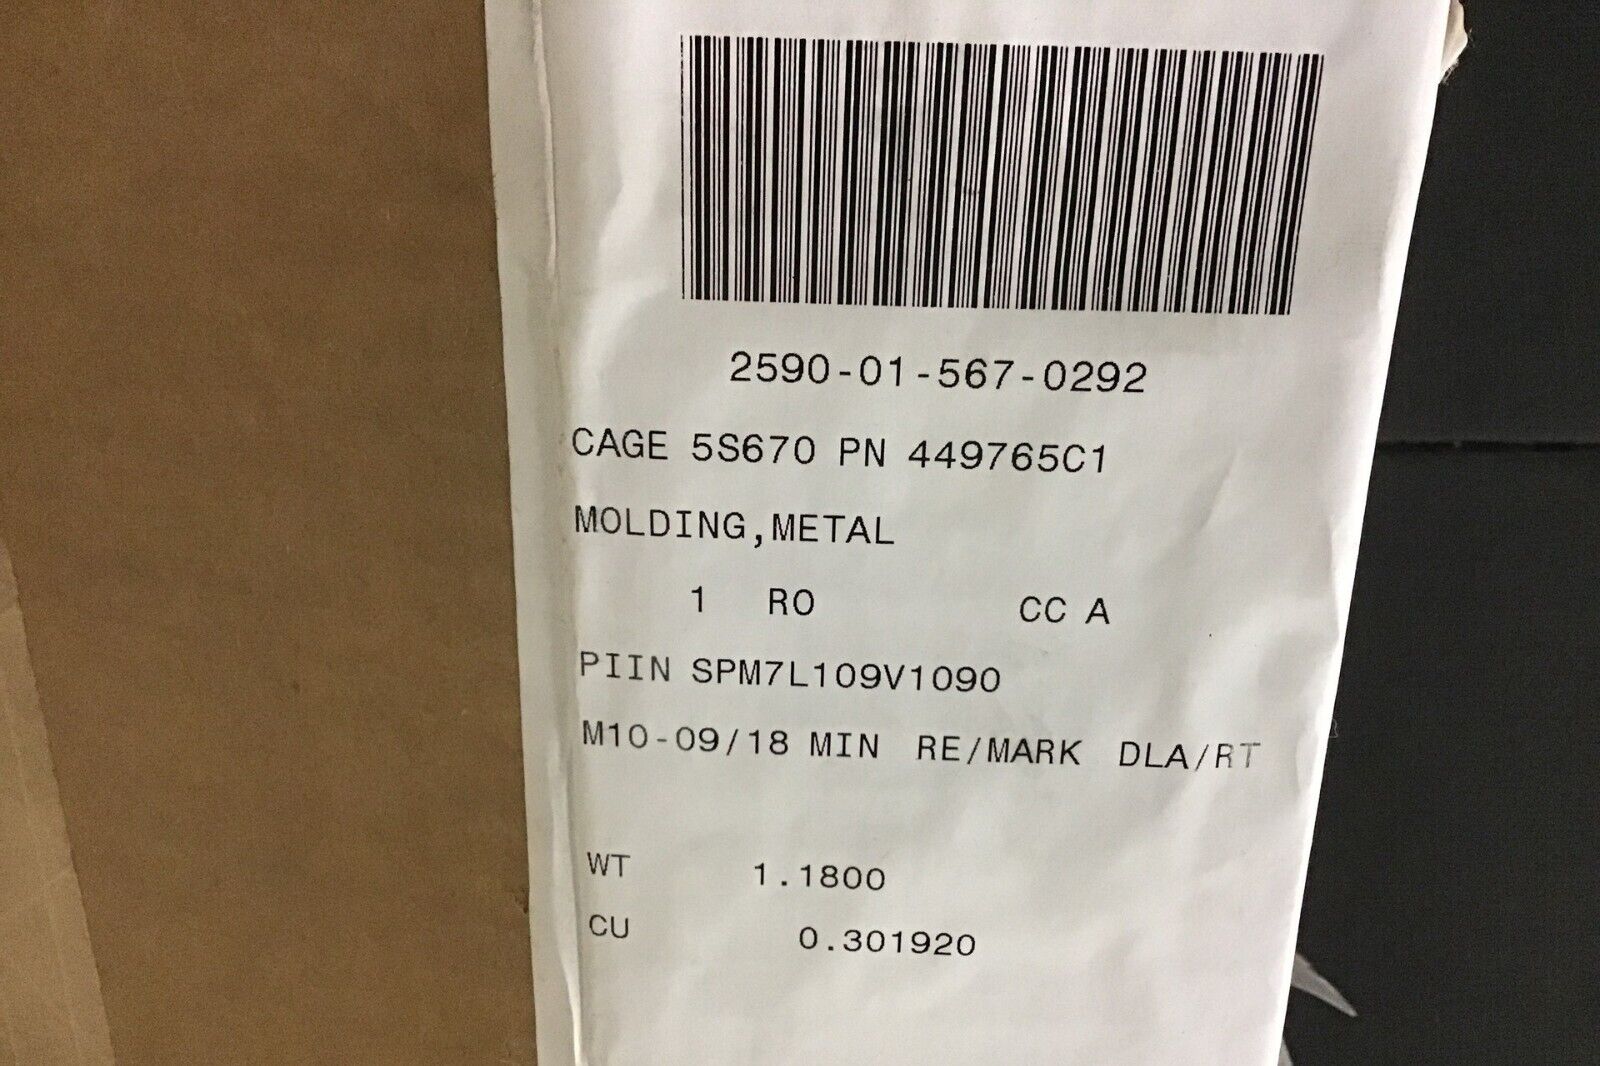 2590-01-567-0292
CAGE 5S670 PN 449765C1
MOLDING,METAL
1 RO CC A
PIIN SPM7L109V1090
M10-09/18 MIN RE/MARK DLA/RT
WT 1.1800
CU 0.301920